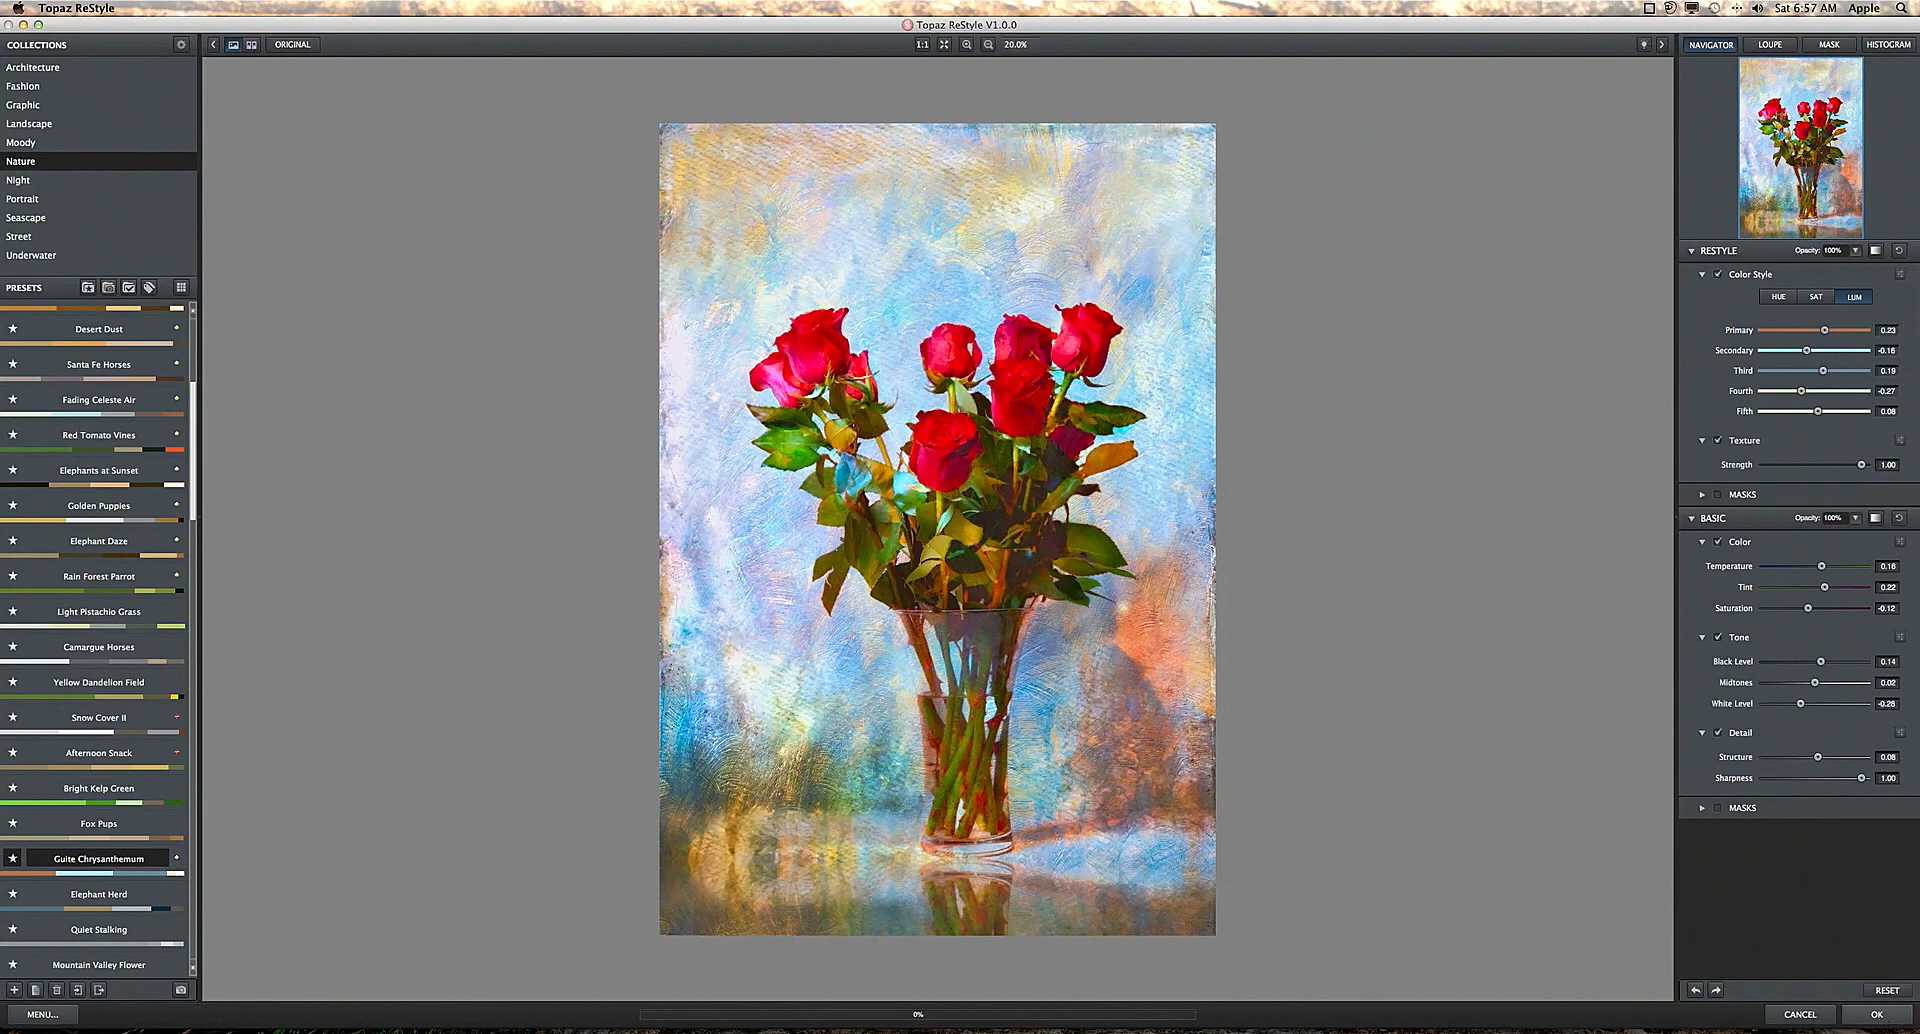 Topaz ReStyle
Sat 6:57 AM Apple
Topaz ReStyle V1.0.0
COLLECTIONS
ORIGINAL
1:1
20.0%
NAVIGATOR LOUPE MASK HISTOGRAM
Architecture
Fashion
Graphic
Landscape
Moody
Nature
Night
Portrait
Seascape
Street
Underwater
PRESETS
Desert Dust
Santa Fe Horses
Fading Celeste Air
Red Tomato Vines
Elephants at Sunset
Golden Puppies
Elephant Daze
Rain Forest Parrot
Light Pistachio Grass
Camargue Horses
Yellow Dandelion Field
Snow Cover II
Afternoon Snack
Bright Kelp Green
Fox Pups
Guite Chrysanthemum
Elephant Herd
Quiet Stalking
Mountain Valley Flower
MENU...
0%
RESTYLE Opacity: 100%
Color Style
HUE SAT LUM
Primary 0.23
Secondary -0.16
Third 0.19
Fourth -0.27
Fifth 0.08
Texture
Strength 1.00
MASKS
BASIC Opacity: 100%
Color
Temperature 0.16
Tint 0.22
Saturation -0.12
Tone
Black Level 0.14
Midtones 0.02
White Level -0.28
Detail
Structure 0.08
Sharpness 1.00
MASKS
RESET
CANCEL OK